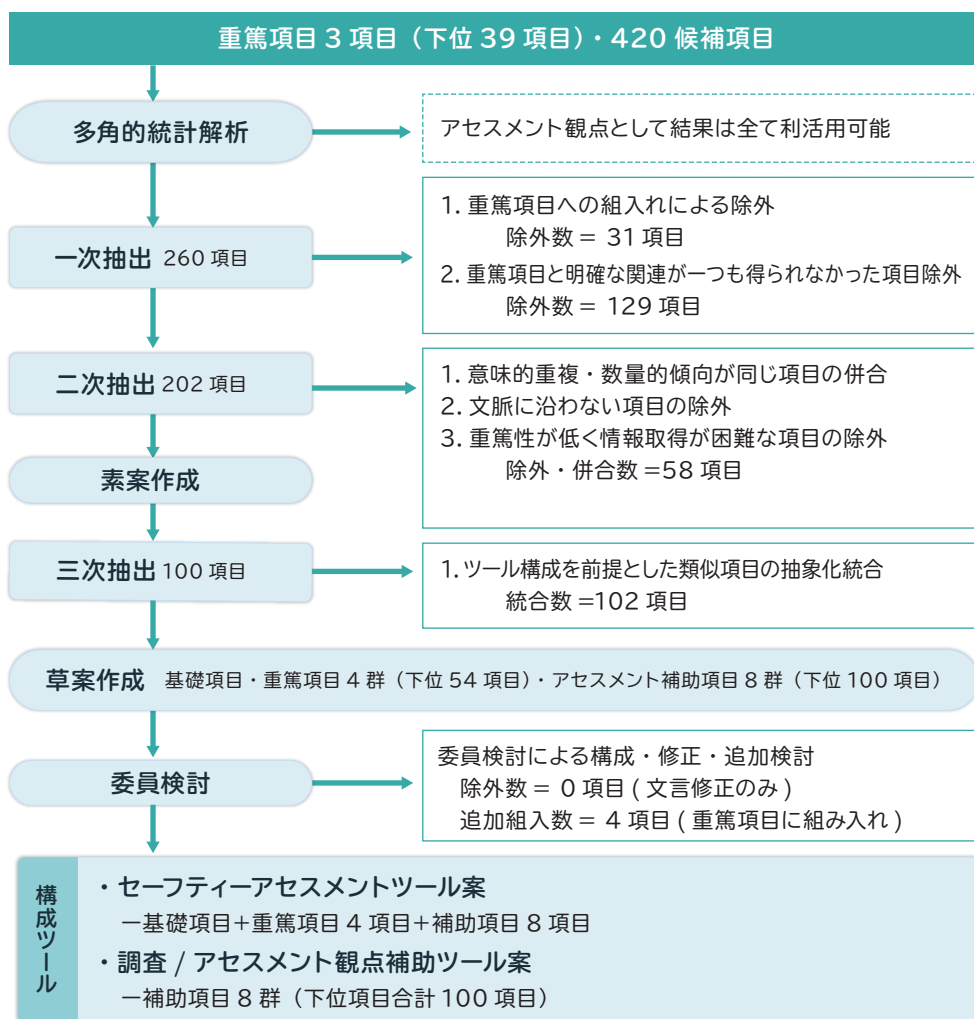 重篤項目 3 項目（下位 39 項目）・420 候補項目
多角的統計解析
アセスメント観点として結果は全て利活用可能
一次抽出 260 項目
1. 重篤項目への組入れによる除外
除外数 = 31 項目
2. 重篤項目と明確な関連が一つも得られなかった項目除外
除外数 = 129 項目
二次抽出 202 項目
1. 意味的重複・数量的傾向が同じ項目の併合
2. 文脈に沿わない項目の除外
3. 重篤性が低く情報取得が困難な項目の除外
除外・併合数 =58 項目
素案作成
三次抽出 100 項目
1. ツール構成を前提とした類似項目の抽象化統合
統合数 =102 項目
草案作成 基礎項目・重篤項目 4 群（下位 54 項目）・アセスメント補助項目 8 群（下位 100 項目）
委員検討
委員検討による構成・修正・追加検討
除外数 = 0 項目 ( 文言修正のみ )
追加組入数 = 4 項目 ( 重篤項目に組み入れ )
構成ツール
・セーフティーアセスメントツール案
ー基礎項目＋重篤項目 4 項目＋補助項目 8 項目
・調査 / アセスメント観点補助ツール案
ー補助項目 8 群（下位項目合計 100 項目）